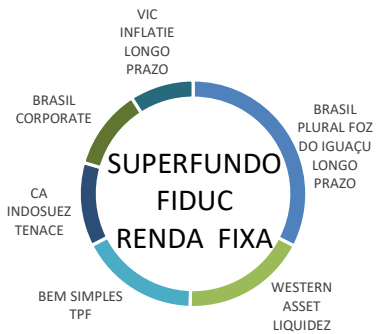 VIC
INFLATIE
LONGO
PRAZO
BRASIL
PLURAL FOZ
DO IGUAÇU
LONGO
PRAZO
WESTERN
ASSET
LIQUIDEZ
BEM SIMPLES
TPF
CA
INDOSUEZ
TENACE
BRASIL
CORPORATE
SUPERFUNDO
FIDUC
RENDA FIXA